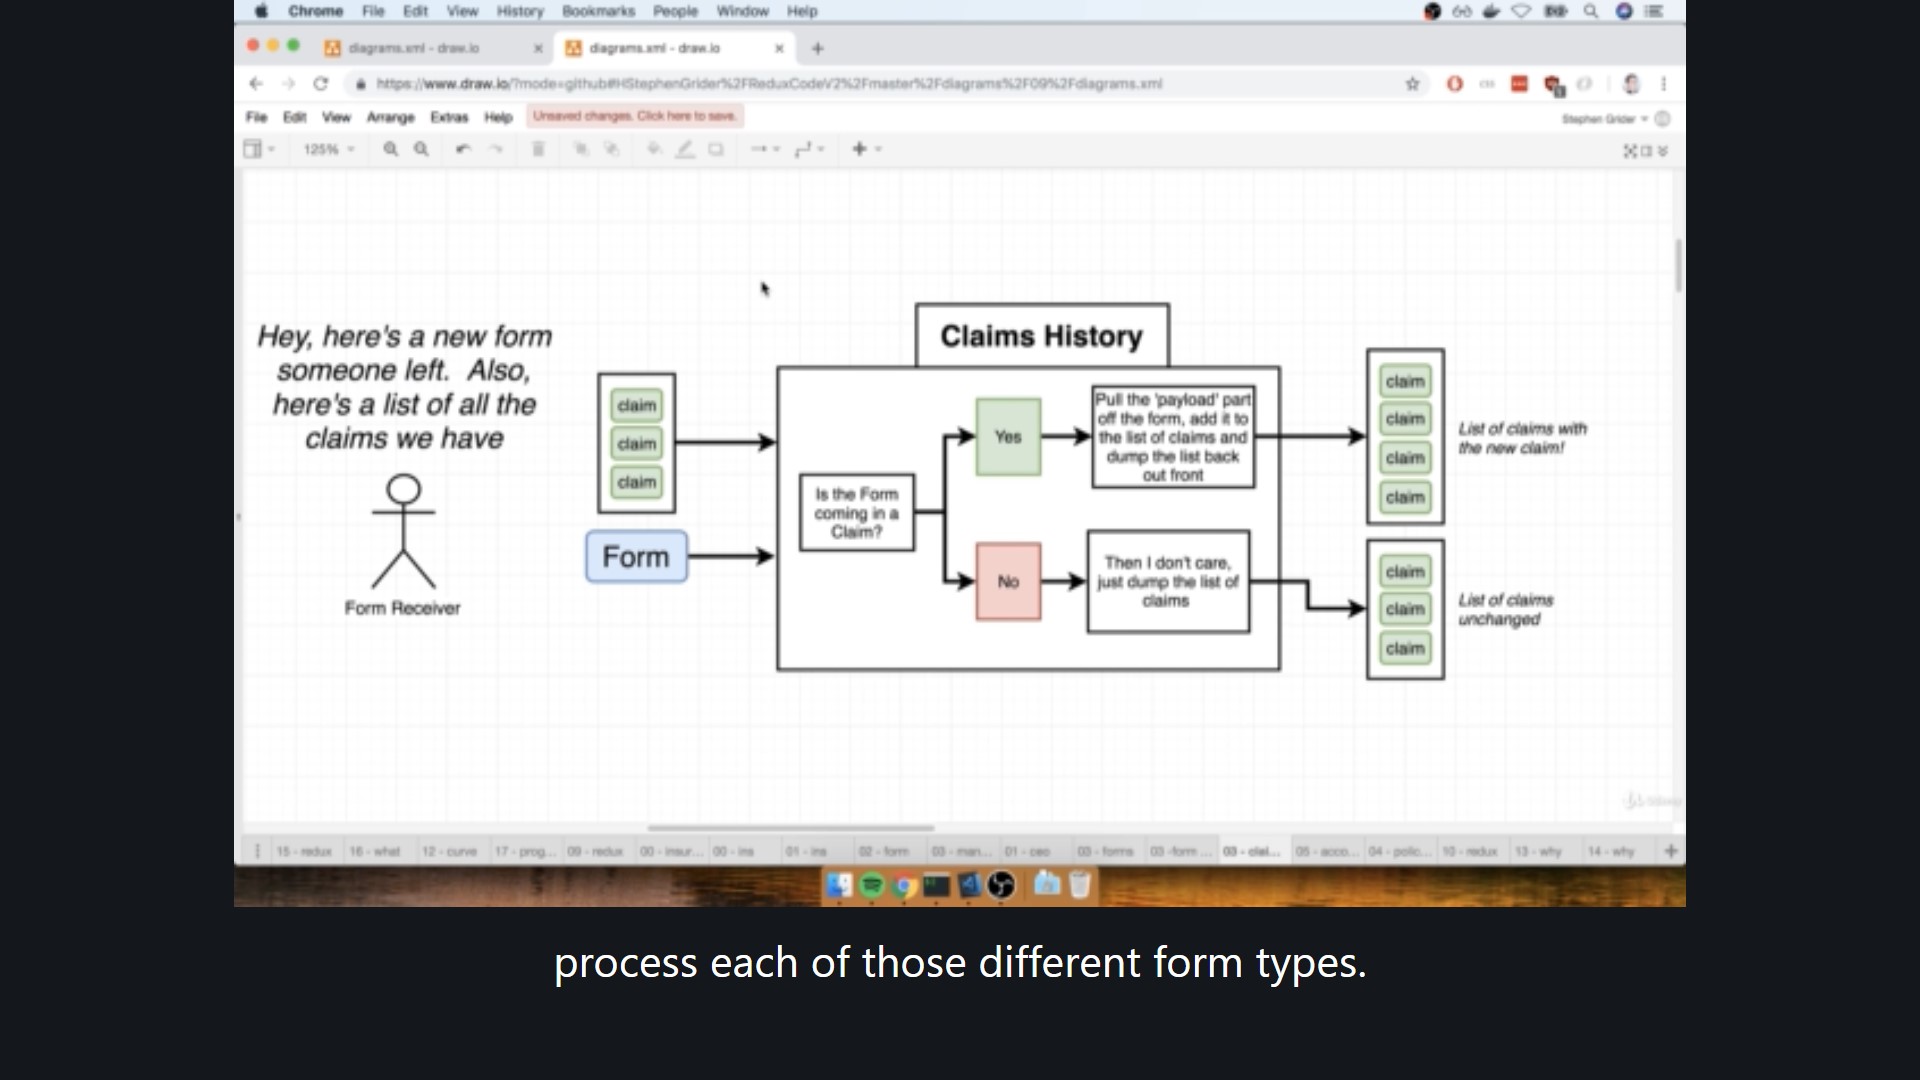 Chrome File Edit View History Bookmarks People Window Help
diagrams.xml - draw.io
diagrams.xml - draw.io
https://www.draw.io/?mode=github#HStephenGrider%2FReduxCodeV2%2Fmaster%2Fdiagrams%2F09%2Fdiagrams.xml
File Edit View Arrange Extras Help Unsaved changes. Click here to save.
Stephen Grider
125%
Hey, here's a new form
someone left. Also,
here's a list of all the
claims we have
Form Receiver
claim
claim
claim
Form
Claims History
Is the Form
coming in a
Claim?
Yes
Pull the 'payload' part
off the form, add it to
the list of claims and
dump the list back
out front
No
Then I don't care,
just dump the list of
claims
claim
claim
claim
claim
List of claims with
the new claim!
claim
claim
claim
List of claims
unchanged
15 - redux 16 - what 12 - curve 17 - prog... 09 - redux 00 - insur... 00 - ins 01 - ins 02 - form 03 - man... 01 - ceo 03 - forms 03 -form ... 03 - clai... 05 - acco... 04 - polic... 10 - redux 13 - why 14 - why
process each of those different form types.